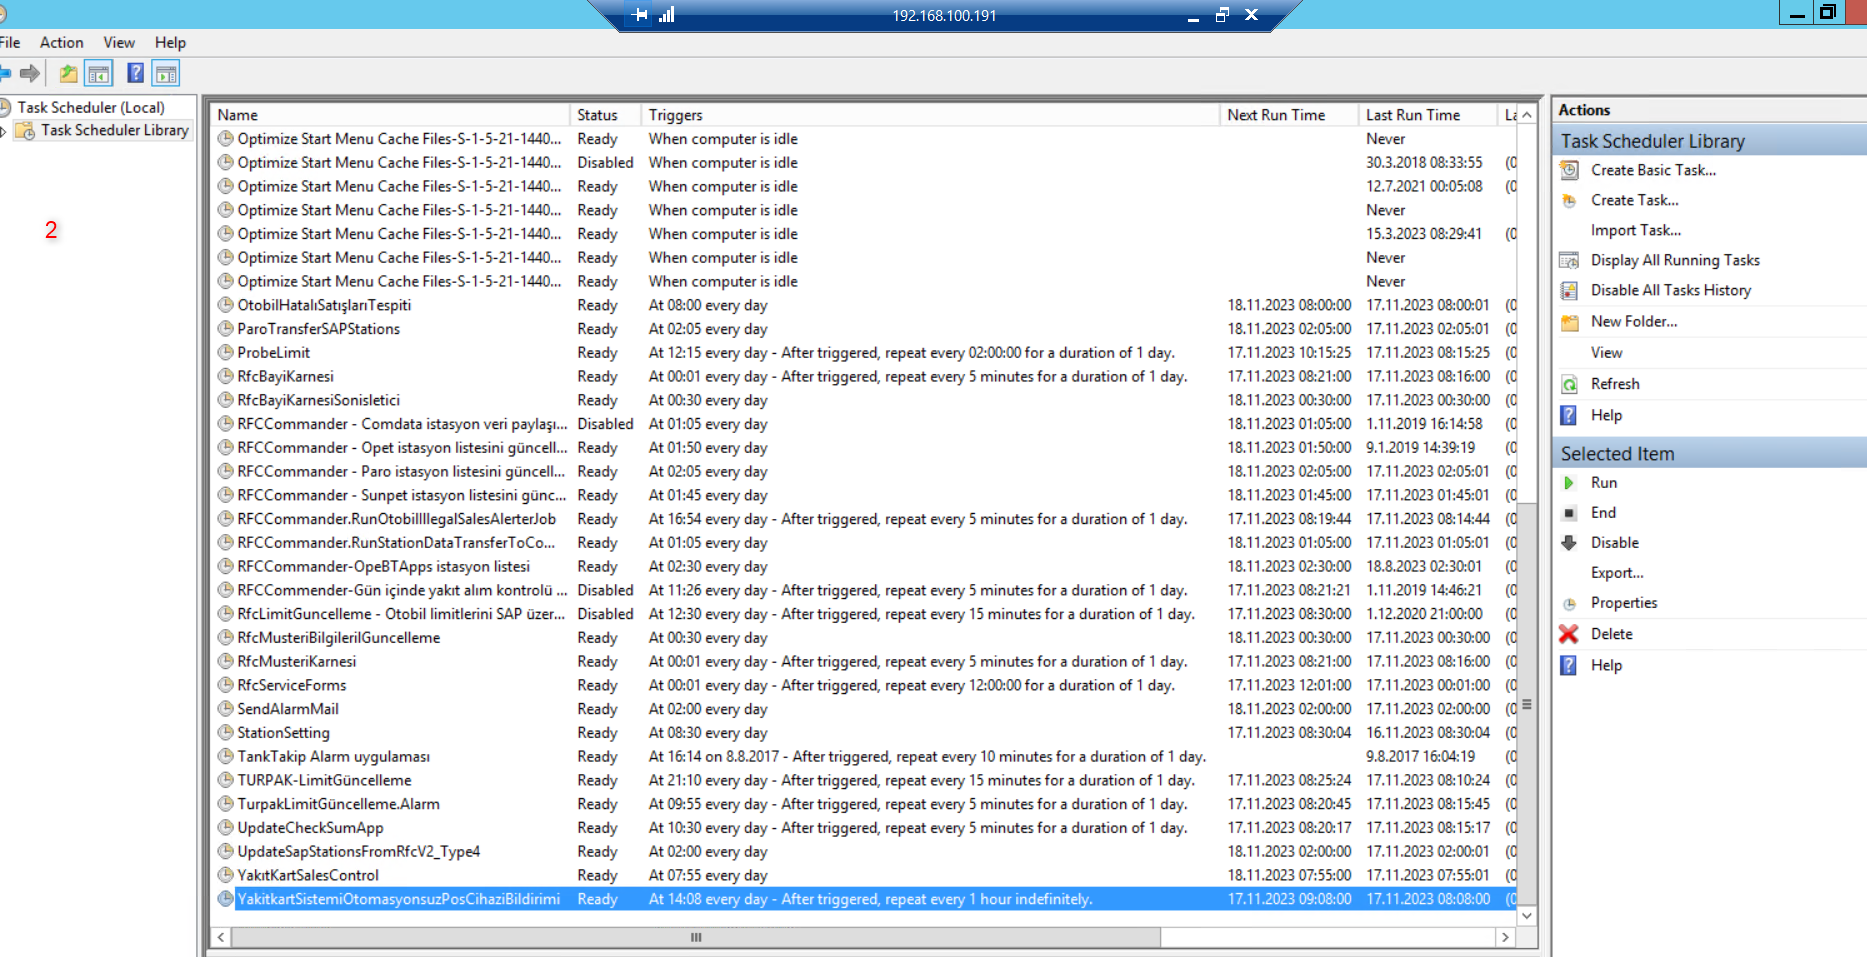 192.168.100.191
File Action View Help
Task Scheduler (Local)
Task Scheduler Library
2
Name Status Triggers Next Run Time Last Run Time
Optimize Start Menu Cache Files-S-1-5-21-1440... Ready When computer is idle Never
Optimize Start Menu Cache Files-S-1-5-21-1440... Disabled When computer is idle 30.3.2018 08:33:55 (0
Optimize Start Menu Cache Files-S-1-5-21-1440... Ready When computer is idle 12.7.2021 00:05:08 (0
Optimize Start Menu Cache Files-S-1-5-21-1440... Ready When computer is idle Never
Optimize Start Menu Cache Files-S-1-5-21-1440... Ready When computer is idle 15.3.2023 08:29:41 (0
Optimize Start Menu Cache Files-S-1-5-21-1440... Ready When computer is idle Never
Optimize Start Menu Cache Files-S-1-5-21-1440... Ready When computer is idle Never
OtobilHatalıSatışlarıTespiti Ready At 08:00 every day 18.11.2023 08:00:00 17.11.2023 08:00:01 (0
ParoTransferSAPStations Ready At 02:05 every day 18.11.2023 02:05:00 17.11.2023 02:05:01 (0
ProbeLimit Ready At 12:15 every day - After triggered, repeat every 02:00:00 for a duration of 1 day. 17.11.2023 10:15:25 17.11.2023 08:15:25 (0
RfcBayiKarnesi Ready At 00:01 every day - After triggered, repeat every 5 minutes for a duration of 1 day. 17.11.2023 08:21:00 17.11.2023 08:16:00 (0
RfcBayiKarnesiSonisletici Ready At 00:30 every day 18.11.2023 00:30:00 17.11.2023 00:30:00 (0
RFCCommander - Comdata istasyon veri paylaşı... Disabled At 01:05 every day 18.11.2023 01:05:00 1.11.2019 16:14:58 (0
RFCCommander - Opet istasyon listesini güncell... Ready At 01:50 every day 18.11.2023 01:50:00 9.1.2019 14:39:19 (0
RFCCommander - Paro istasyon listesini güncell... Ready At 02:05 every day 18.11.2023 02:05:00 17.11.2023 02:05:01 (0
RFCCommander - Sunpet istasyon listesini günc... Ready At 01:45 every day 18.11.2023 01:45:00 17.11.2023 01:45:01 (0
RFCCommander.RunOtobilIllegalSalesAlerterJob Ready At 16:54 every day - After triggered, repeat every 5 minutes for a duration of 1 day. 17.11.2023 08:19:44 17.11.2023 08:14:44 (0
RFCCommander.RunStationDataTransferToCo... Ready At 01:05 every day 18.11.2023 01:05:00 17.11.2023 01:05:01 (0
RFCCommander-OpeBTApps istasyon listesi Ready At 02:30 every day 18.11.2023 02:30:00 18.8.2023 02:30:01 (0
RFCCommender-Gün içinde yakıt alım kontrolü ... Disabled At 11:26 every day - After triggered, repeat every 5 minutes for a duration of 1 day. 17.11.2023 08:21:21 1.11.2019 14:46:21 (0
RfcLimitGuncelleme - Otobil limitlerini SAP üzer... Disabled At 12:30 every day - After triggered, repeat every 15 minutes for a duration of 1 day. 17.11.2023 08:30:00 1.12.2020 21:00:00 (0
RfcMusteriBilgilerilGuncelleme Ready At 00:30 every day 18.11.2023 00:30:00 17.11.2023 00:30:00 (0
RfcMusteriKarnesi Ready At 00:01 every day - After triggered, repeat every 5 minutes for a duration of 1 day. 17.11.2023 08:21:00 17.11.2023 08:16:00 (0
RfcServiceForms Ready At 00:01 every day - After triggered, repeat every 12:00:00 for a duration of 1 day. 17.11.2023 12:01:00 17.11.2023 00:01:00 (0
SendAlarmMail Ready At 02:00 every day 18.11.2023 02:00:00 17.11.2023 02:00:00 (0
StationSetting Ready At 08:30 every day 17.11.2023 08:30:04 16.11.2023 08:30:04 (0
TankTakip Alarm uygulaması Ready At 16:14 on 8.8.2017 - After triggered, repeat every 10 minutes for a duration of 1 day. 9.8.2017 16:04:19 (0
TURPAK-LimitGüncelleme Ready At 21:10 every day - After triggered, repeat every 15 minutes for a duration of 1 day. 17.11.2023 08:25:24 17.11.2023 08:10:24 (0
TurpakLimitGüncelleme.Alarm Ready At 09:55 every day - After triggered, repeat every 5 minutes for a duration of 1 day. 17.11.2023 08:20:45 17.11.2023 08:15:45 (0
UpdateCheckSumApp Ready At 10:30 every day - After triggered, repeat every 5 minutes for a duration of 1 day. 17.11.2023 08:20:17 17.11.2023 08:15:17 (0
UpdateSapStationsFromRfcV2_Type4 Ready At 02:00 every day 18.11.2023 02:00:00 17.11.2023 02:00:01 (0
YakıtKartSalesControl Ready At 07:55 every day 18.11.2023 07:55:00 17.11.2023 07:55:01 (0
YakitkartSistemiOtomasyonsuzPosCihaziBildirimi Ready At 14:08 every day - After triggered, repeat every 1 hour indefinitely. 17.11.2023 09:08:00 17.11.2023 08:08:00 (0
Actions
Task Scheduler Library
Create Basic Task...
Create Task...
Import Task...
Display All Running Tasks
Disable All Tasks History
New Folder...
View
Refresh
Help
Selected Item
Run
End
Disable
Export...
Properties
Delete
Help